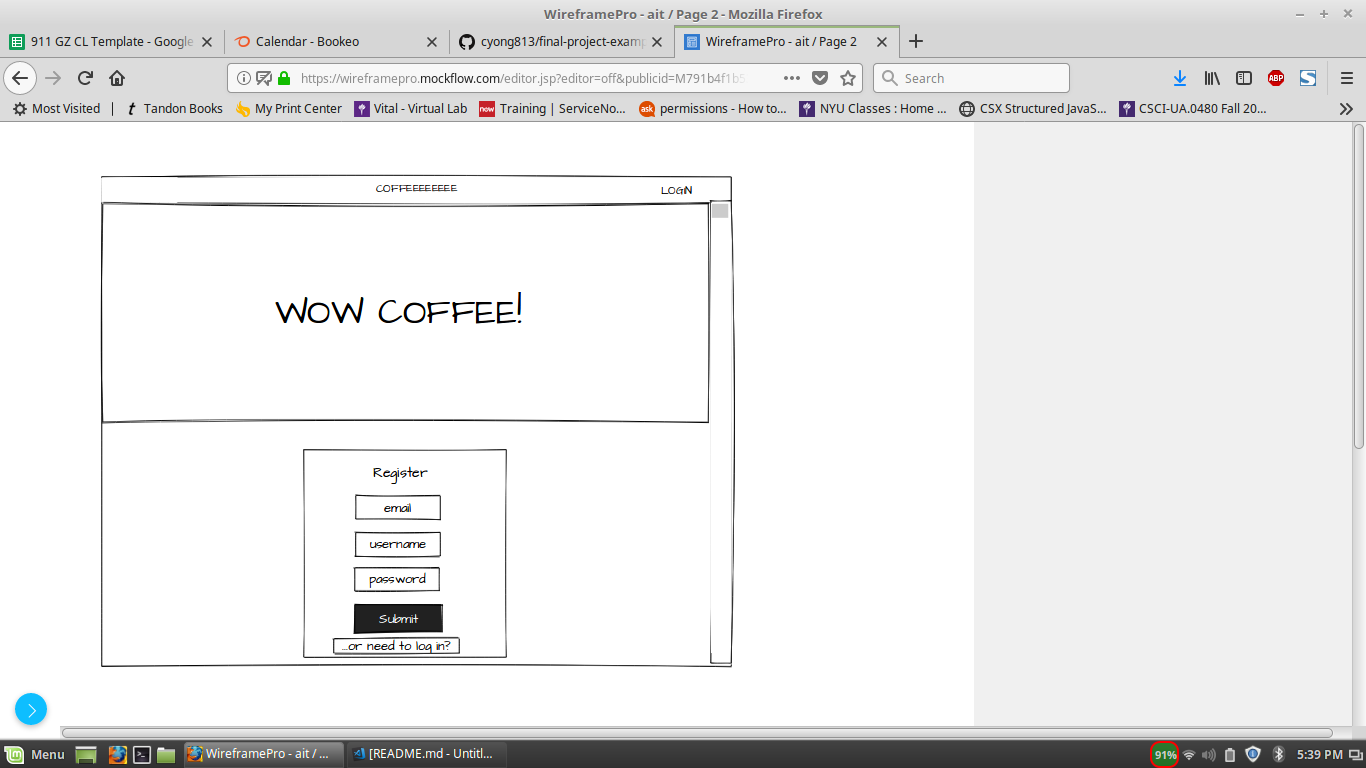 WireframePro - ait / Page 2 - Mozilla Firefox
911 GZ CL Template - Google
Calendar - Bookeo
cyong813/final-project-examp
WireframePro - ait / Page 2
https://wireframepro.mockflow.com/editor.jsp?editor=off&publicid=M791b4f1b5
Search
ABP
S
Most Visited
t Tandon Books
My Print Center
Vital - Virtual Lab
now Training | ServiceNo...
ask permissions - How to...
NYU Classes : Home ...
CSX Structured JavaS...
CSCI-UA.0480 Fall 20...
COFFEEEEEEEEE
LOGIN
WOW COFFEE!
Register
email
username
password
Submit
...or need to log in?
Menu
WireframePro - ait / ...
[README.md - Untitl...
91%
5:39 PM